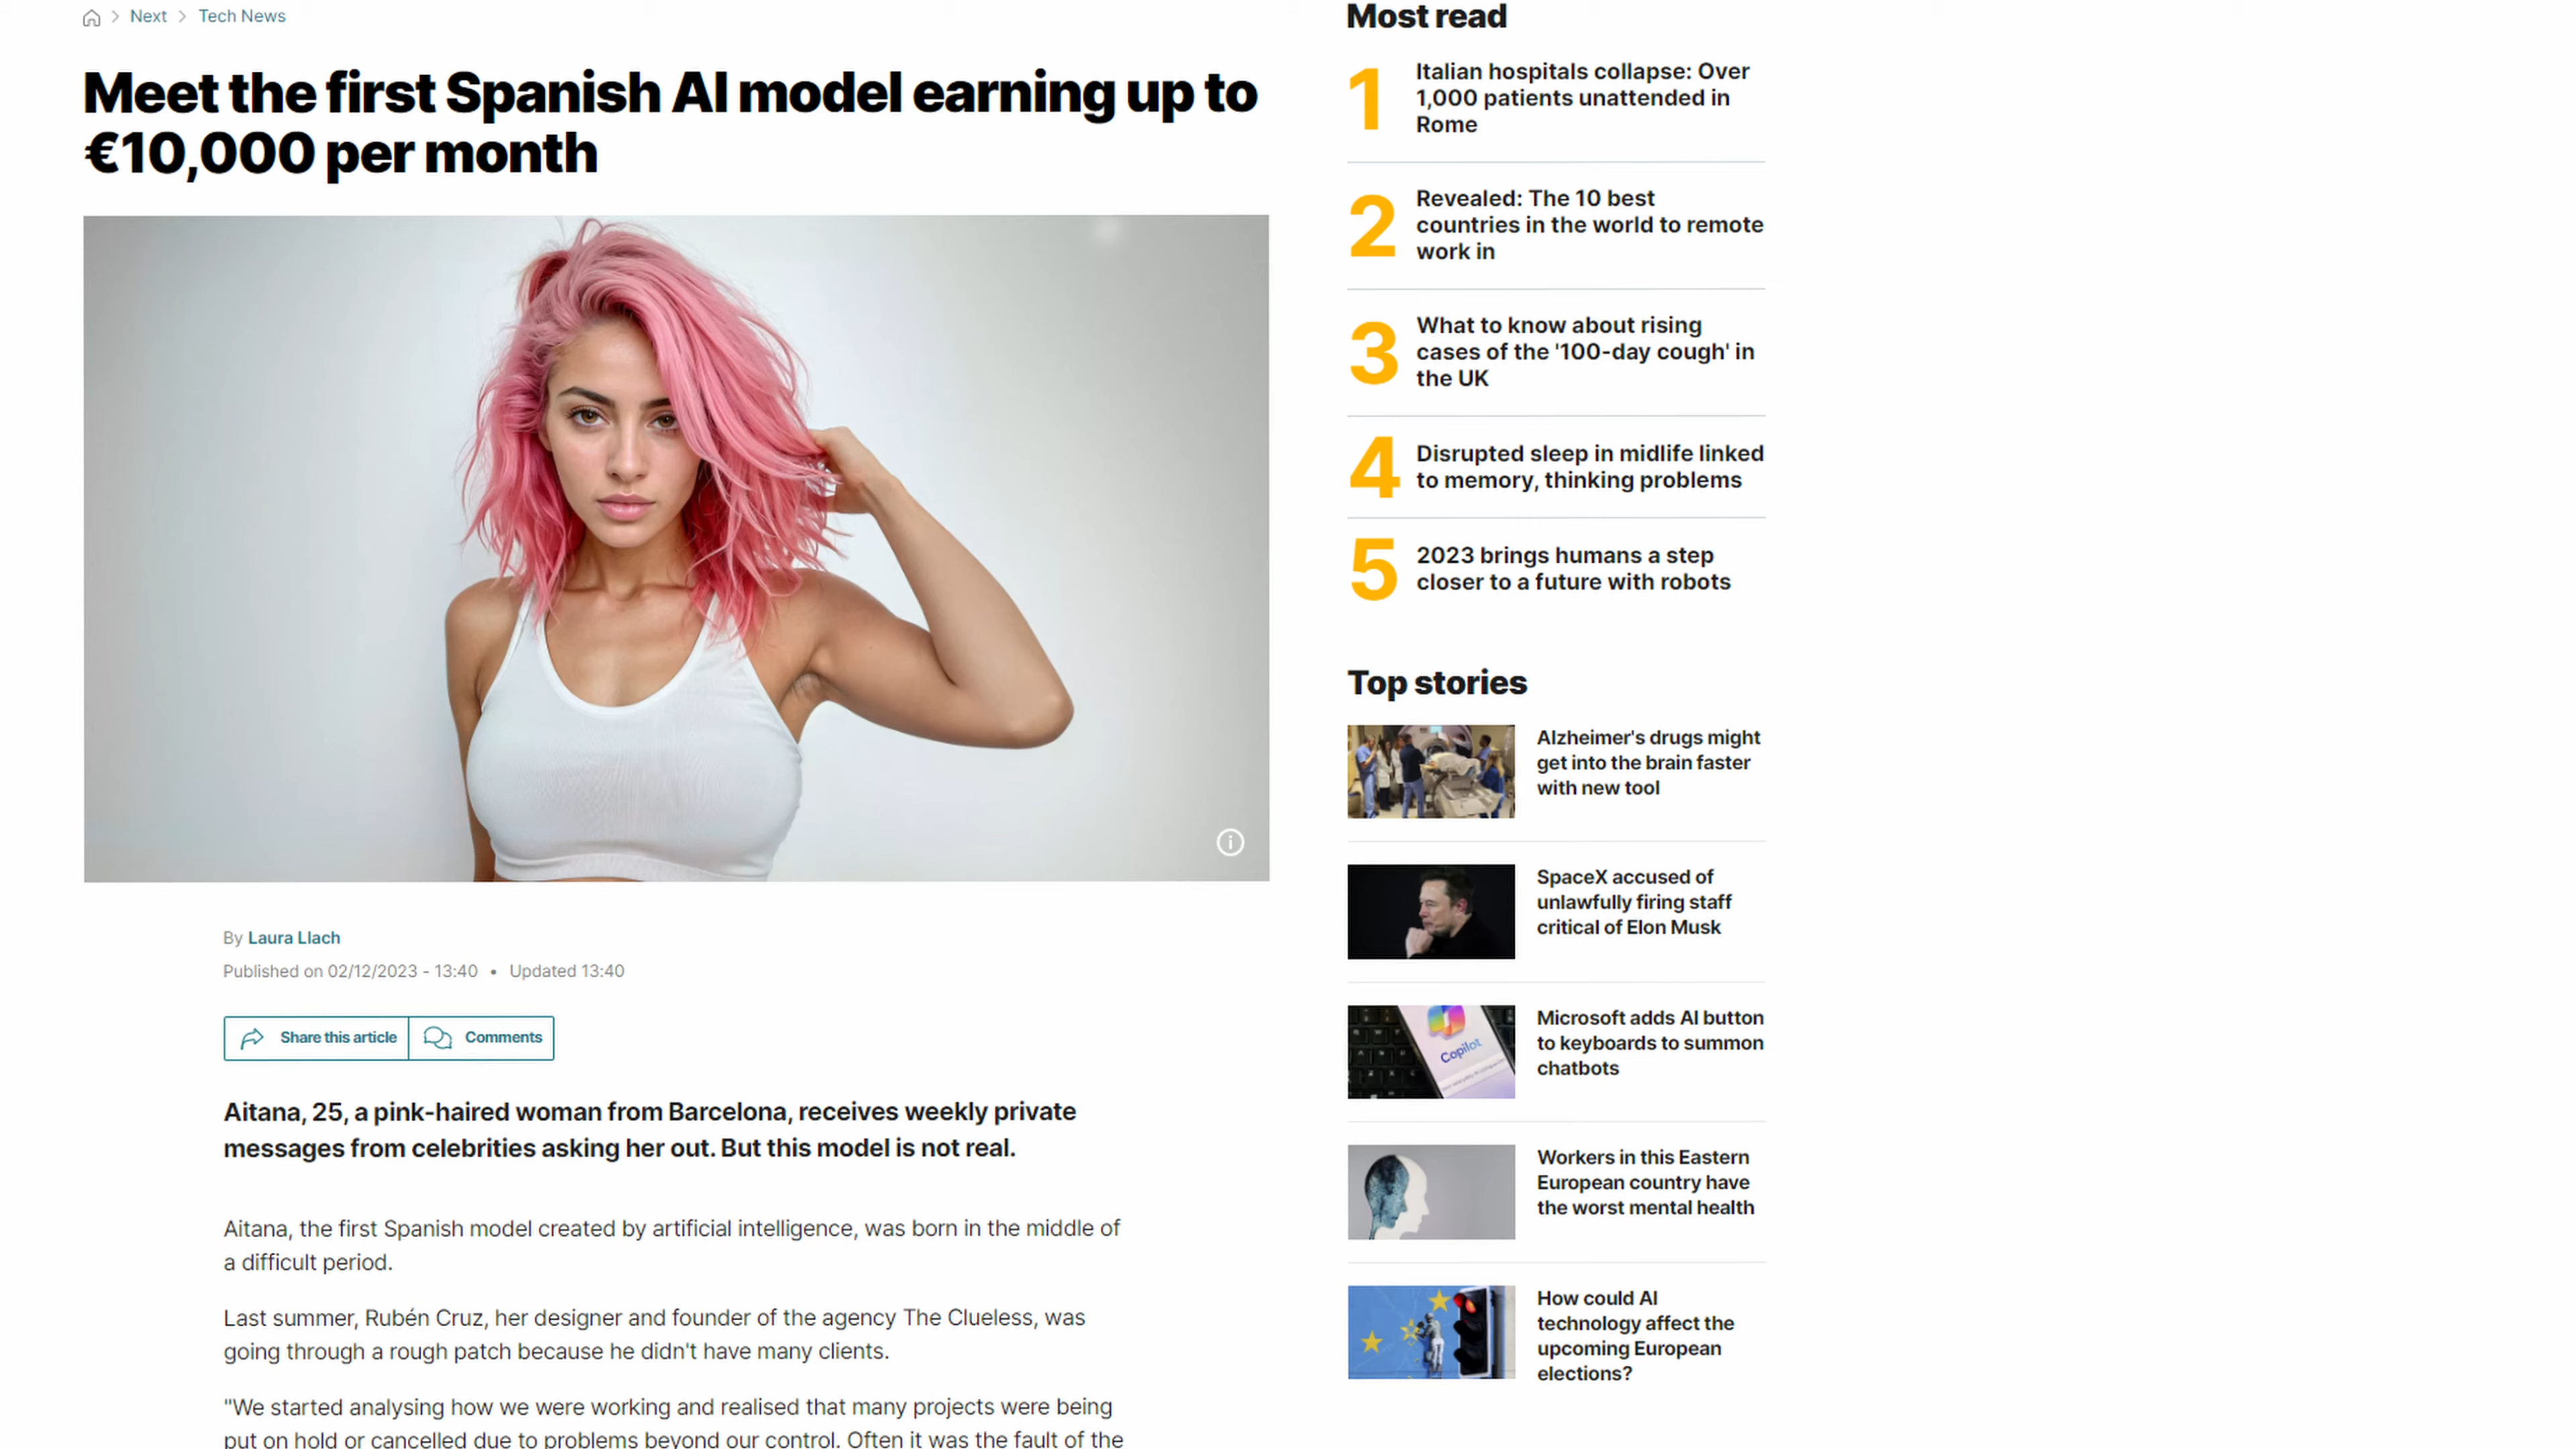 Next > Tech News
Meet the first Spanish AI model earning up to
€10,000 per month
By Laura Llach
Published on 02/12/2023 - 13:40 • Updated 13:40
Share this article
Comments
Aitana, 25, a pink-haired woman from Barcelona, receives weekly private
messages from celebrities asking her out. But this model is not real.
Aitana, the first Spanish model created by artificial intelligence, was born in the middle of
a difficult period.
Last summer, Rubén Cruz, her designer and founder of the agency The Clueless, was
going through a rough patch because he didn't have many clients.
"We started analysing how we were working and realised that many projects were being
put on hold or cancelled due to problems beyond our control. Often it was the fault of the
Most read
1
Italian hospitals collapse: Over
1,000 patients unattended in
Rome
2
Revealed: The 10 best
countries in the world to remote
work in
3
What to know about rising
cases of the '100-day cough' in
the UK
4
Disrupted sleep in midlife linked
to memory, thinking problems
5
2023 brings humans a step
closer to a future with robots
Top stories
Alzheimer's drugs might
get into the brain faster
with new tool
SpaceX accused of
unlawfully firing staff
critical of Elon Musk
Copilot
Microsoft adds AI button
to keyboards to summon
chatbots
Workers in this Eastern
European country have
the worst mental health
How could AI
technology affect the
upcoming European
elections?